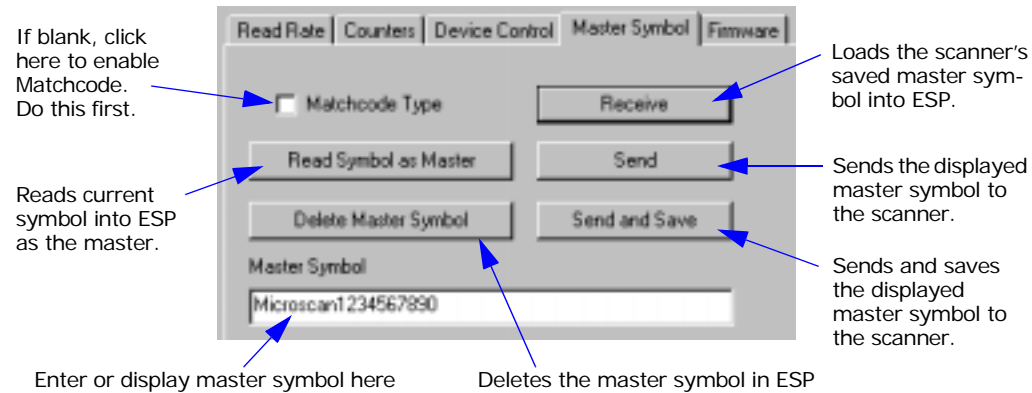 Read Rate Counters Device Control Master Symbol Firmware
If blank, click
here to enable
Matchcode.
Do this first.
Matchcode Type
Receive
Loads the scanner's
saved master sym-
bol into ESP.
Read Symbol as Master
Send
Reads current
symbol into ESP
as the master.
Sends the displayed
master symbol to
the scanner.
Delete Master Symbol
Send and Save
Sends and saves
the displayed
master symbol to
the scanner.
Master Symbol
Microscan1234567890
Enter or display master symbol here
Deletes the master symbol in ESP